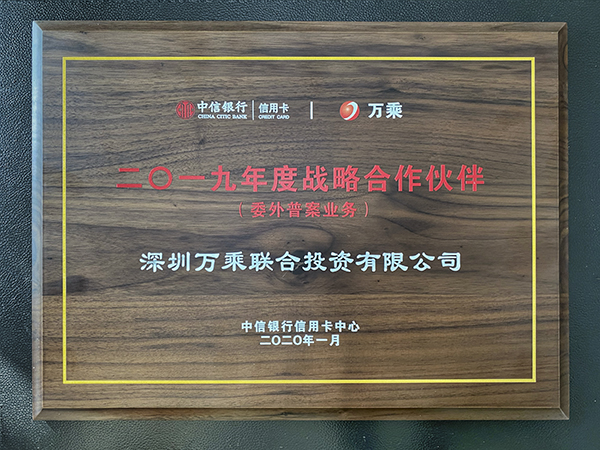 中信银行 | 信用卡 | 万乘
CHINA CITIC BANK CREDIT CARD
二〇一九年度战略合作伙伴
（委外普案业务）
深圳万乘联合投资有限公司
中信银行信用卡中心
二〇二〇年一月